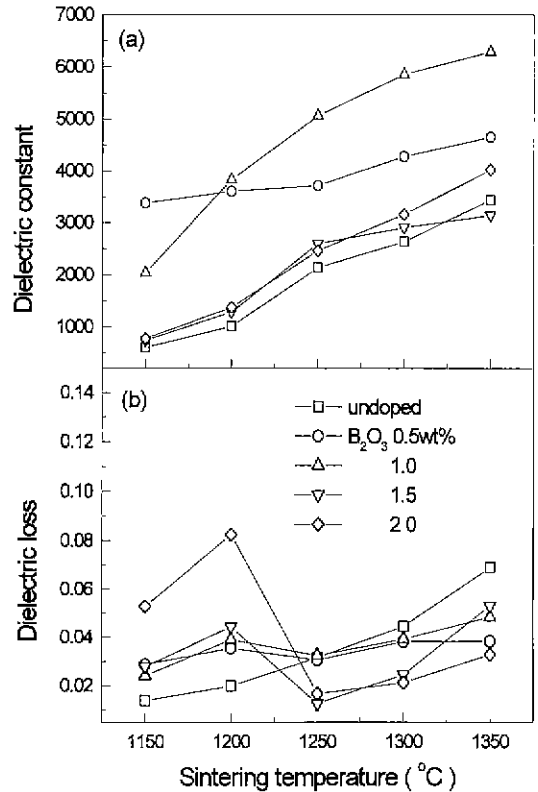 (a)
7000
6000
5000
4000
3000
2000
1000
Dielectric constant
(b)
0.14
0.12
0.10
0.08
0.06
0.04
0.02
Dielectric loss
undoped
B₂O₃ 0.5wt%
1.0
1.5
2.0
1150 1200 1250 1300 1350
Sintering temperature ( °C)